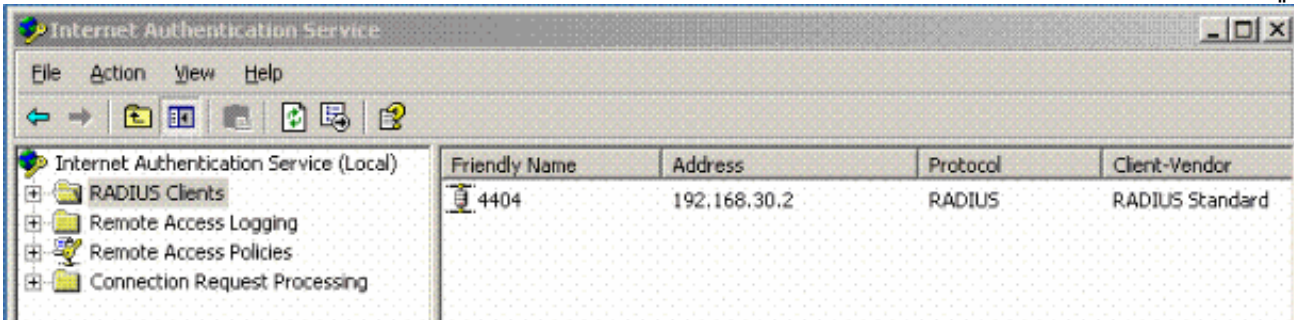 Internet Authentication Service
File Action View Help
Internet Authentication Service (Local)
RADIUS Clients
Remote Access Logging
Remote Access Policies
Connection Request Processing
Friendly Name Address Protocol Client-Vendor
4404 192.168.30.2 RADIUS RADIUS Standard